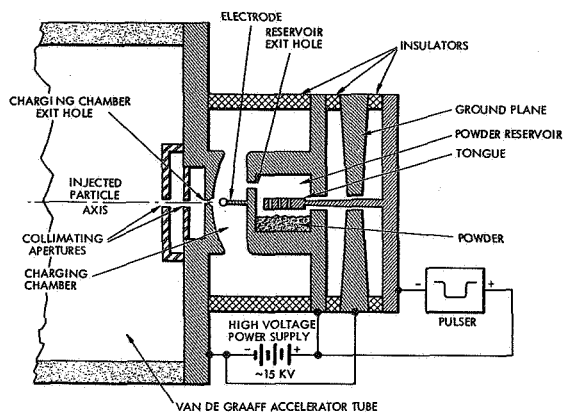 ELECTRODE
RESERVOIR
EXIT HOLE
INSULATORS
CHARGING CHAMBER
EXIT HOLE
GROUND PLANE
POWDER RESERVOIR
TONGUE
INJECTED
PARTICLE
AXIS
COLLIMATING
APERTURES
CHARGING
CHAMBER
POWDER
- +
PULSER
HIGH VOLTAGE
POWER SUPPLY
- +
~15 KV
VAN DE GRAAFF ACCELERATOR TUBE